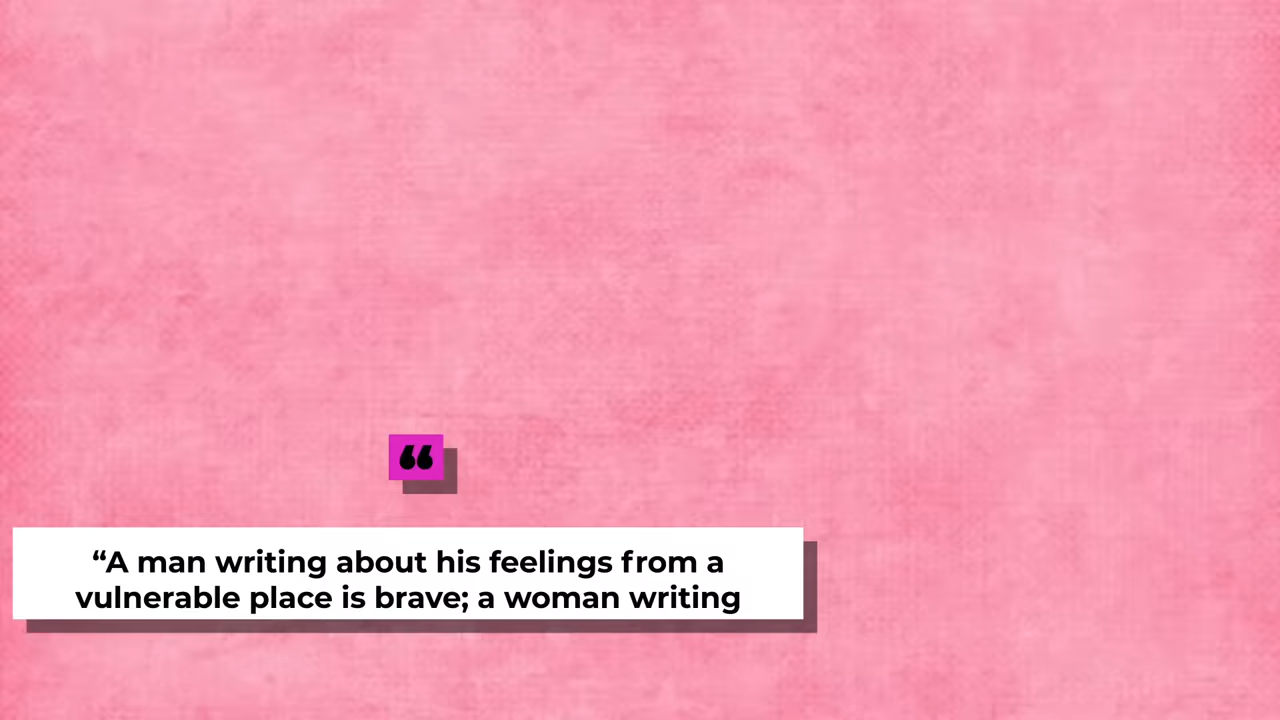 ❝
“A man writing about his feelings from a
vulnerable place is brave; a woman writing